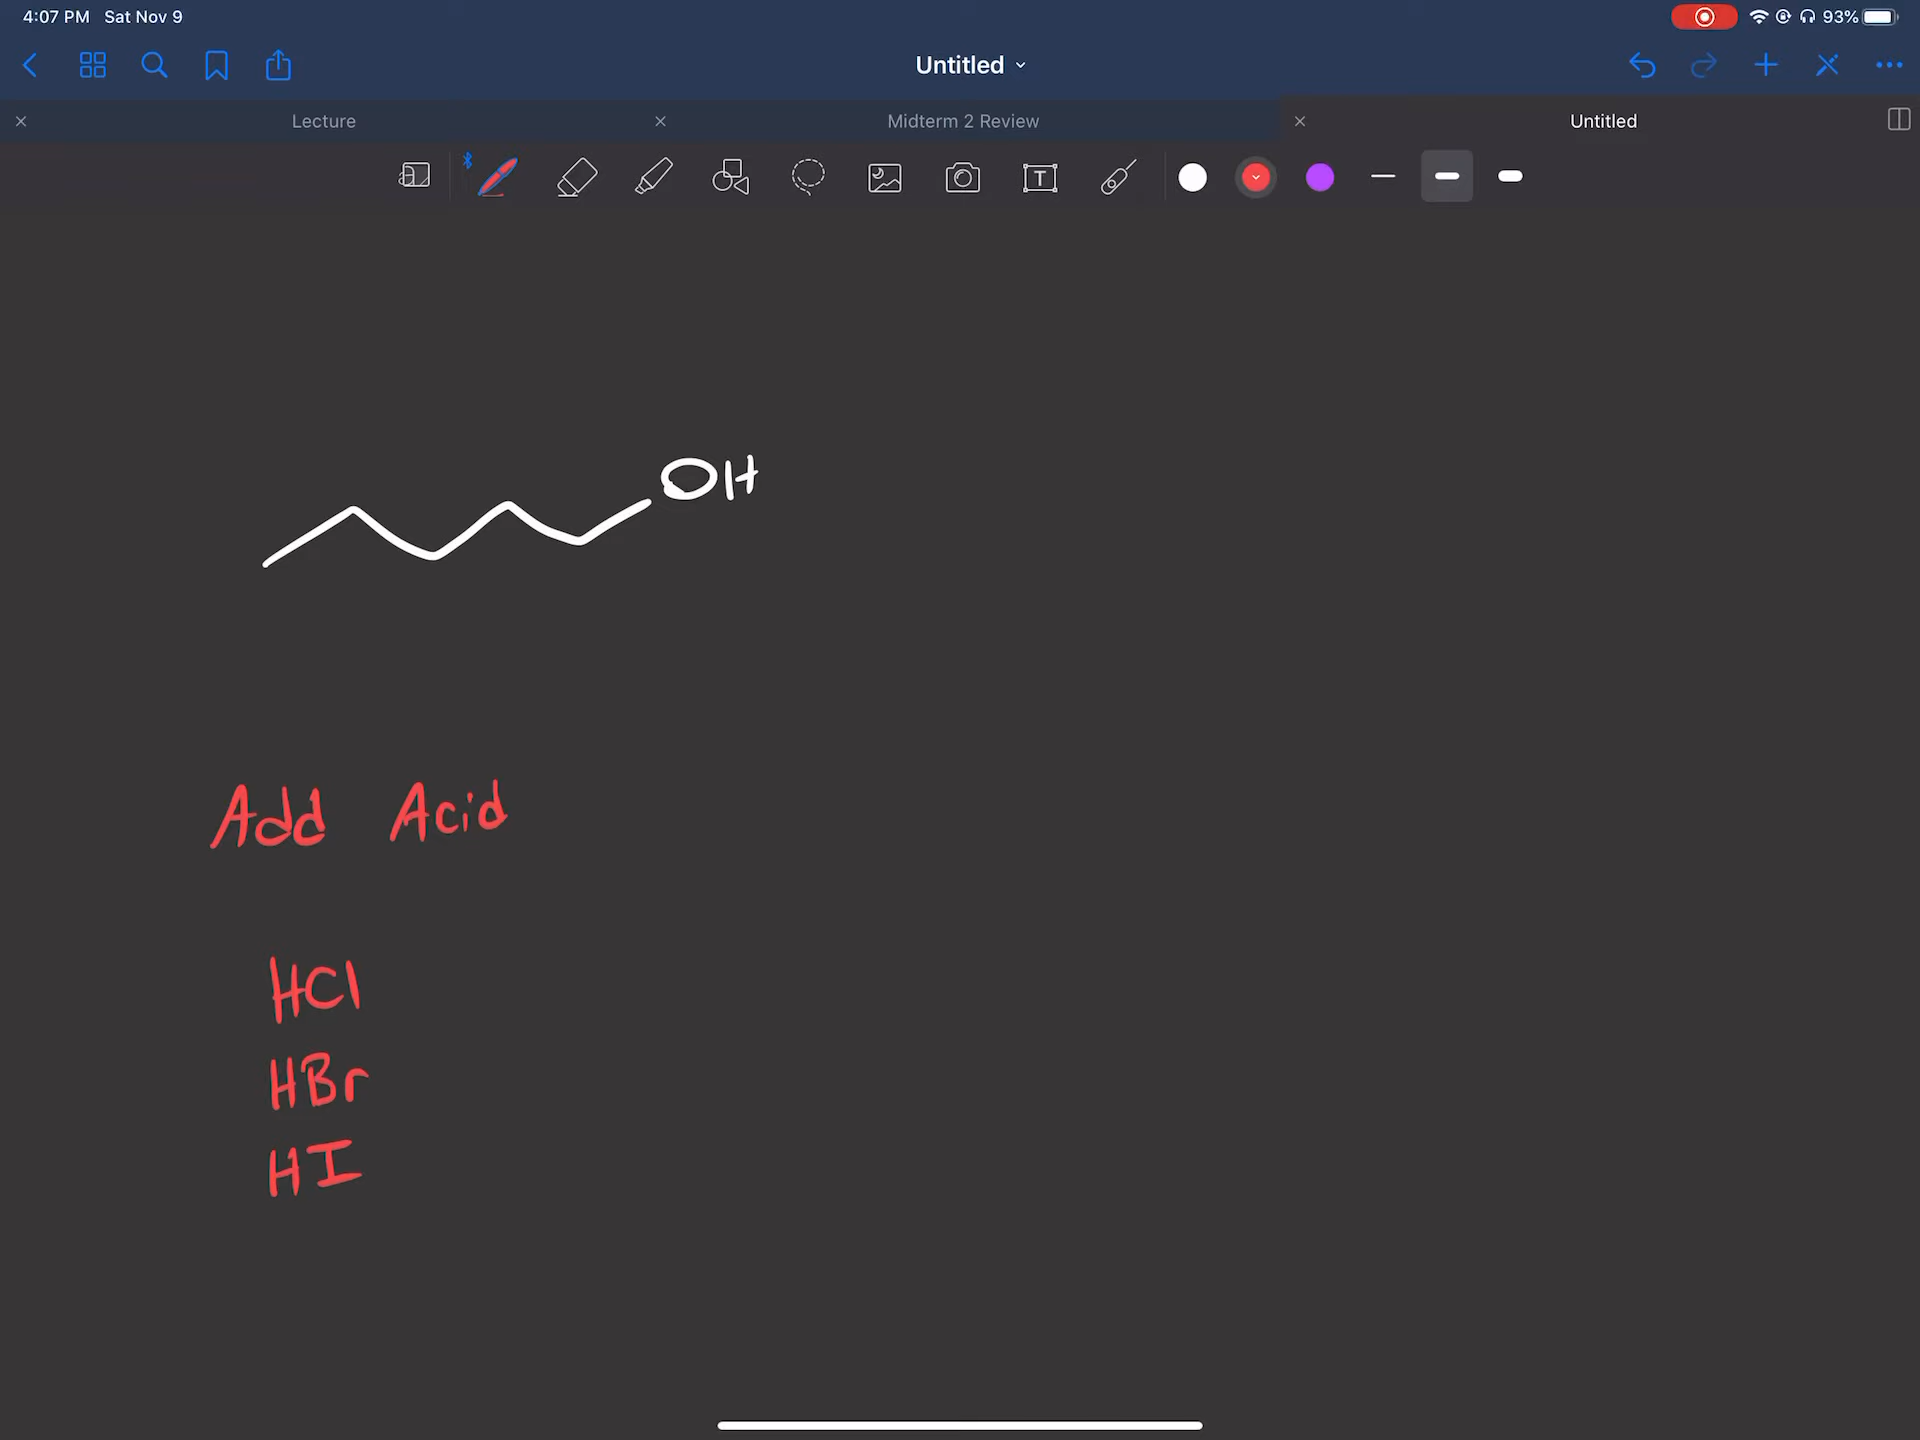 4:07 PM Sat Nov 9 93%
Untitled
Lecture Midterm 2 Review Untitled
T
OH
Add Acid
HCl
HBr
HI